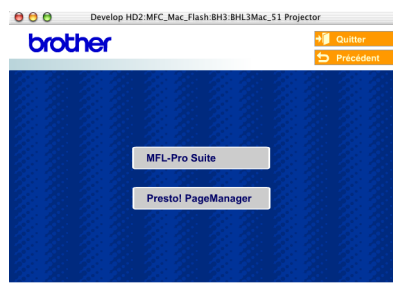 Develop HD2:MFC_Mac_Flash:BH3:BHL3Mac_51 Projector
brother
Quitter
Précédent
MFL-Pro Suite
Presto! PageManager